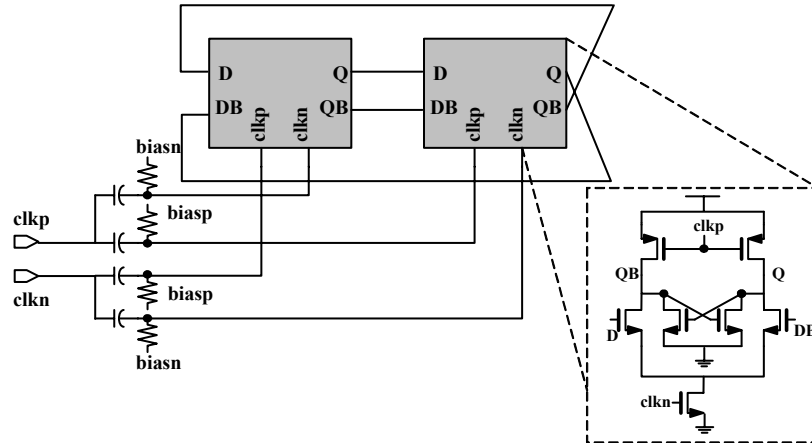 D
Q
D
Q
DB
QB
DB
QB
clkp
clkn
clkp
clkn
biasn
clkp
biasp
clkn
biasp
biasn
clkp
QB
Q
D
DB
clkn